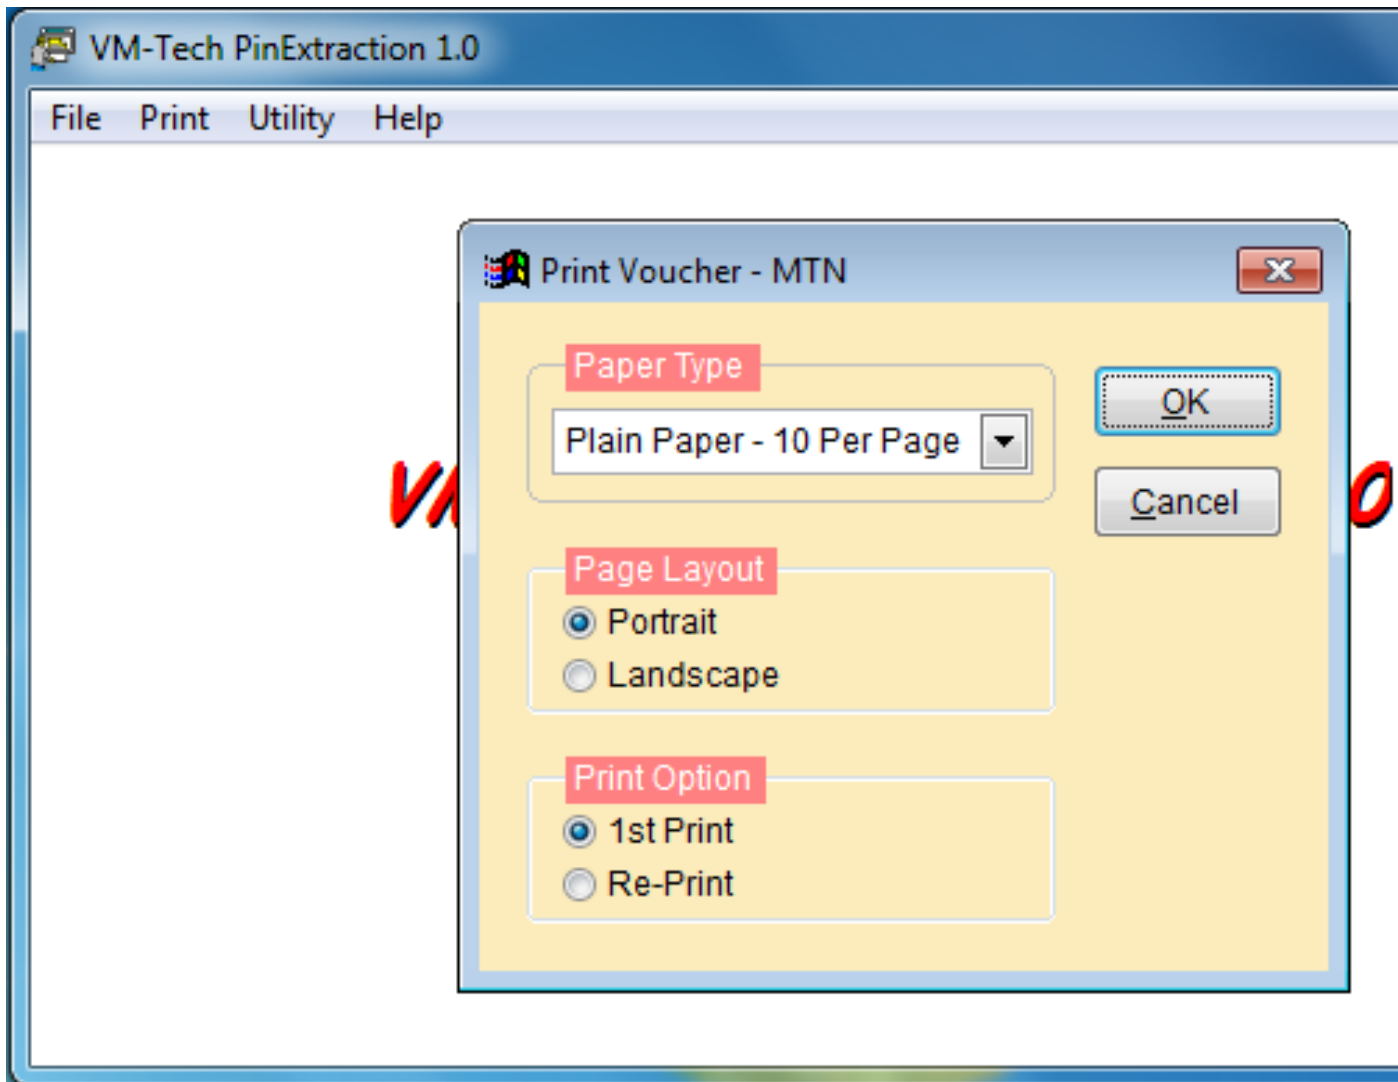 VM-Tech PinExtraction 1.0
File Print Utility Help
Print Voucher - MTN
Paper Type
Plain Paper - 10 Per Page
OK
Cancel
Page Layout
Portrait
Landscape
Print Option
1st Print
Re-Print